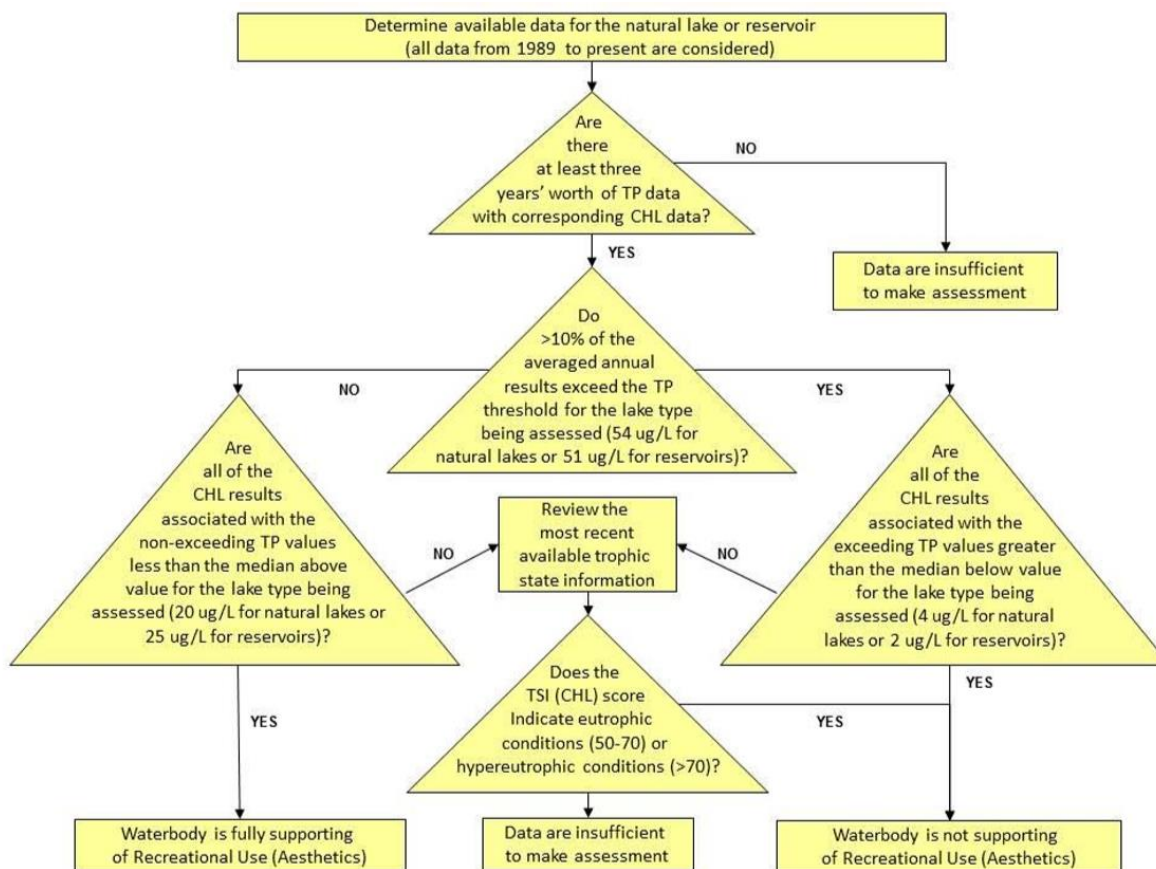 Determine available data for the natural lake or reservoir
(all data from 1989 to present are considered)
Are
there
at least three
years' worth of TP data
with corresponding CHL data?
NO
YES
Data are insufficient
to make assessment
Do
>10% of the
averaged annual
results exceed the TP
threshold for the lake type
being assessed (54 ug/L for
natural lakes or 51 ug/L for reservoirs)?
NO
YES
Are
all of the
CHL results
associated with the
non-exceeding TP values
less than the median above
value for the lake type being
assessed (20 ug/L for natural lakes or
25 ug/L for reservoirs)?
NO
Review the
most recent
available trophic
state information
NO
Are
all of the
CHL results
associated with the
exceeding TP values greater
than the median below value
for the lake type being
assessed (4 ug/L for natural
lakes or 2 ug/L for reservoirs)?
YES
Does the
TSI (CHL) score
Indicate eutrophic
conditions (50-70) or
hypereutrophic conditions (>70)?
YES
YES
Waterbody is fully supporting
of Recreational Use (Aesthetics)
Data are insufficient
to make assessment
Waterbody is not supporting
of Recreational Use (Aesthetics)